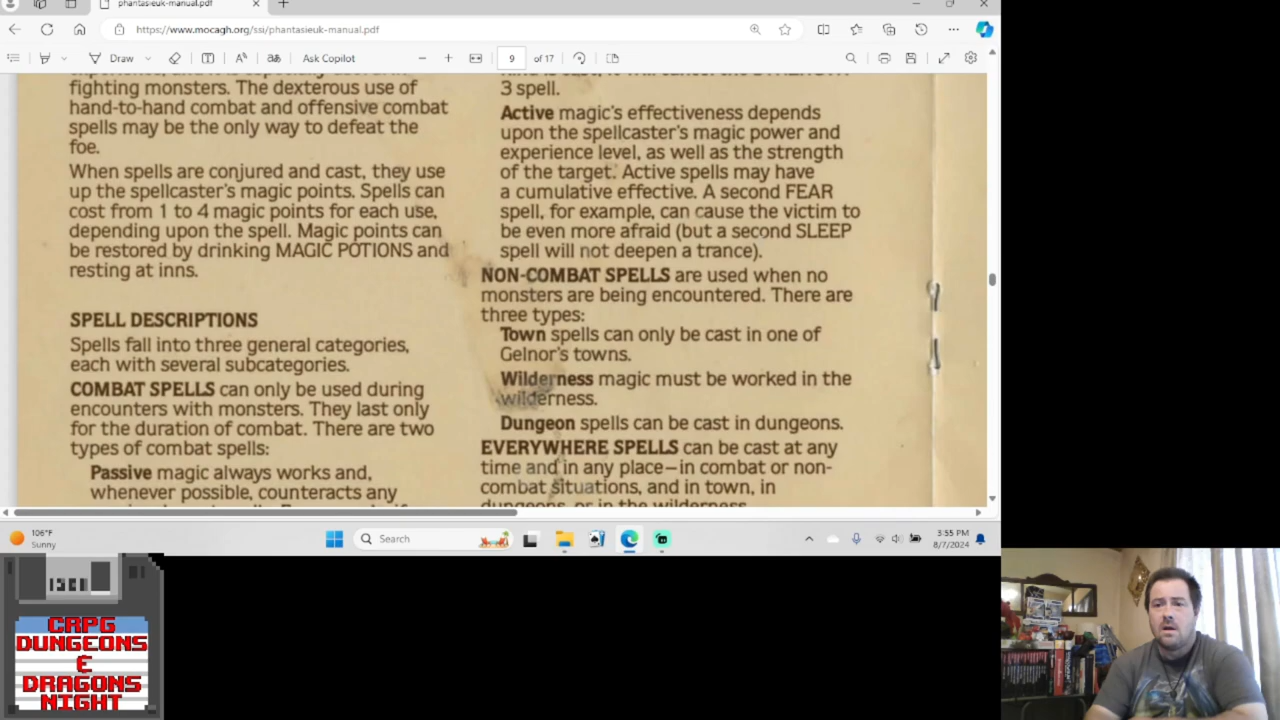 phantasieuk-manual.pdf
https://www.mocagh.org/ssi/phantasieuk-manual.pdf
Draw
Ask Copilot
9 of 17
fighting monsters. The dexterous use of
hand-to-hand combat and offensive combat
spells may be the only way to defeat the
foe.
When spells are conjured and cast, they use
up the spellcaster's magic points. Spells can
cost from 1 to 4 magic points for each use,
depending upon the spell. Magic points can
be restored by drinking MAGIC POTIONS and
resting at inns.
SPELL DESCRIPTIONS
Spells fall into three general categories,
each with several subcategories.
COMBAT SPELLS can only be used during
encounters with monsters. They last only
for the duration of combat. There are two
types of combat spells:
Passive magic always works and,
whenever possible, counteracts any
3 spell.
Active magic's effectiveness depends
upon the spellcaster's magic power and
experience level, as well as the strength
of the target. Active spells may have
a cumulative effective. A second FEAR
spell, for example, can cause the victim to
be even more afraid (but a second SLEEP
spell will not deepen a trance).
NON-COMBAT SPELLS are used when no
monsters are being encountered. There are
three types:
Town spells can only be cast in one of
Gelnor's towns.
Wilderness magic must be worked in the
wilderness.
Dungeon spells can be cast in dungeons.
EVERYWHERE SPELLS can be cast at any
time and in any place—in combat or non-
combat situations, and in town, in
dungeons, or in the wilderness.
106°F
Sunny
Search
3:55 PM
8/7/2024
CRPG
DUNGEONS
&
DRAGONS
NIGHT